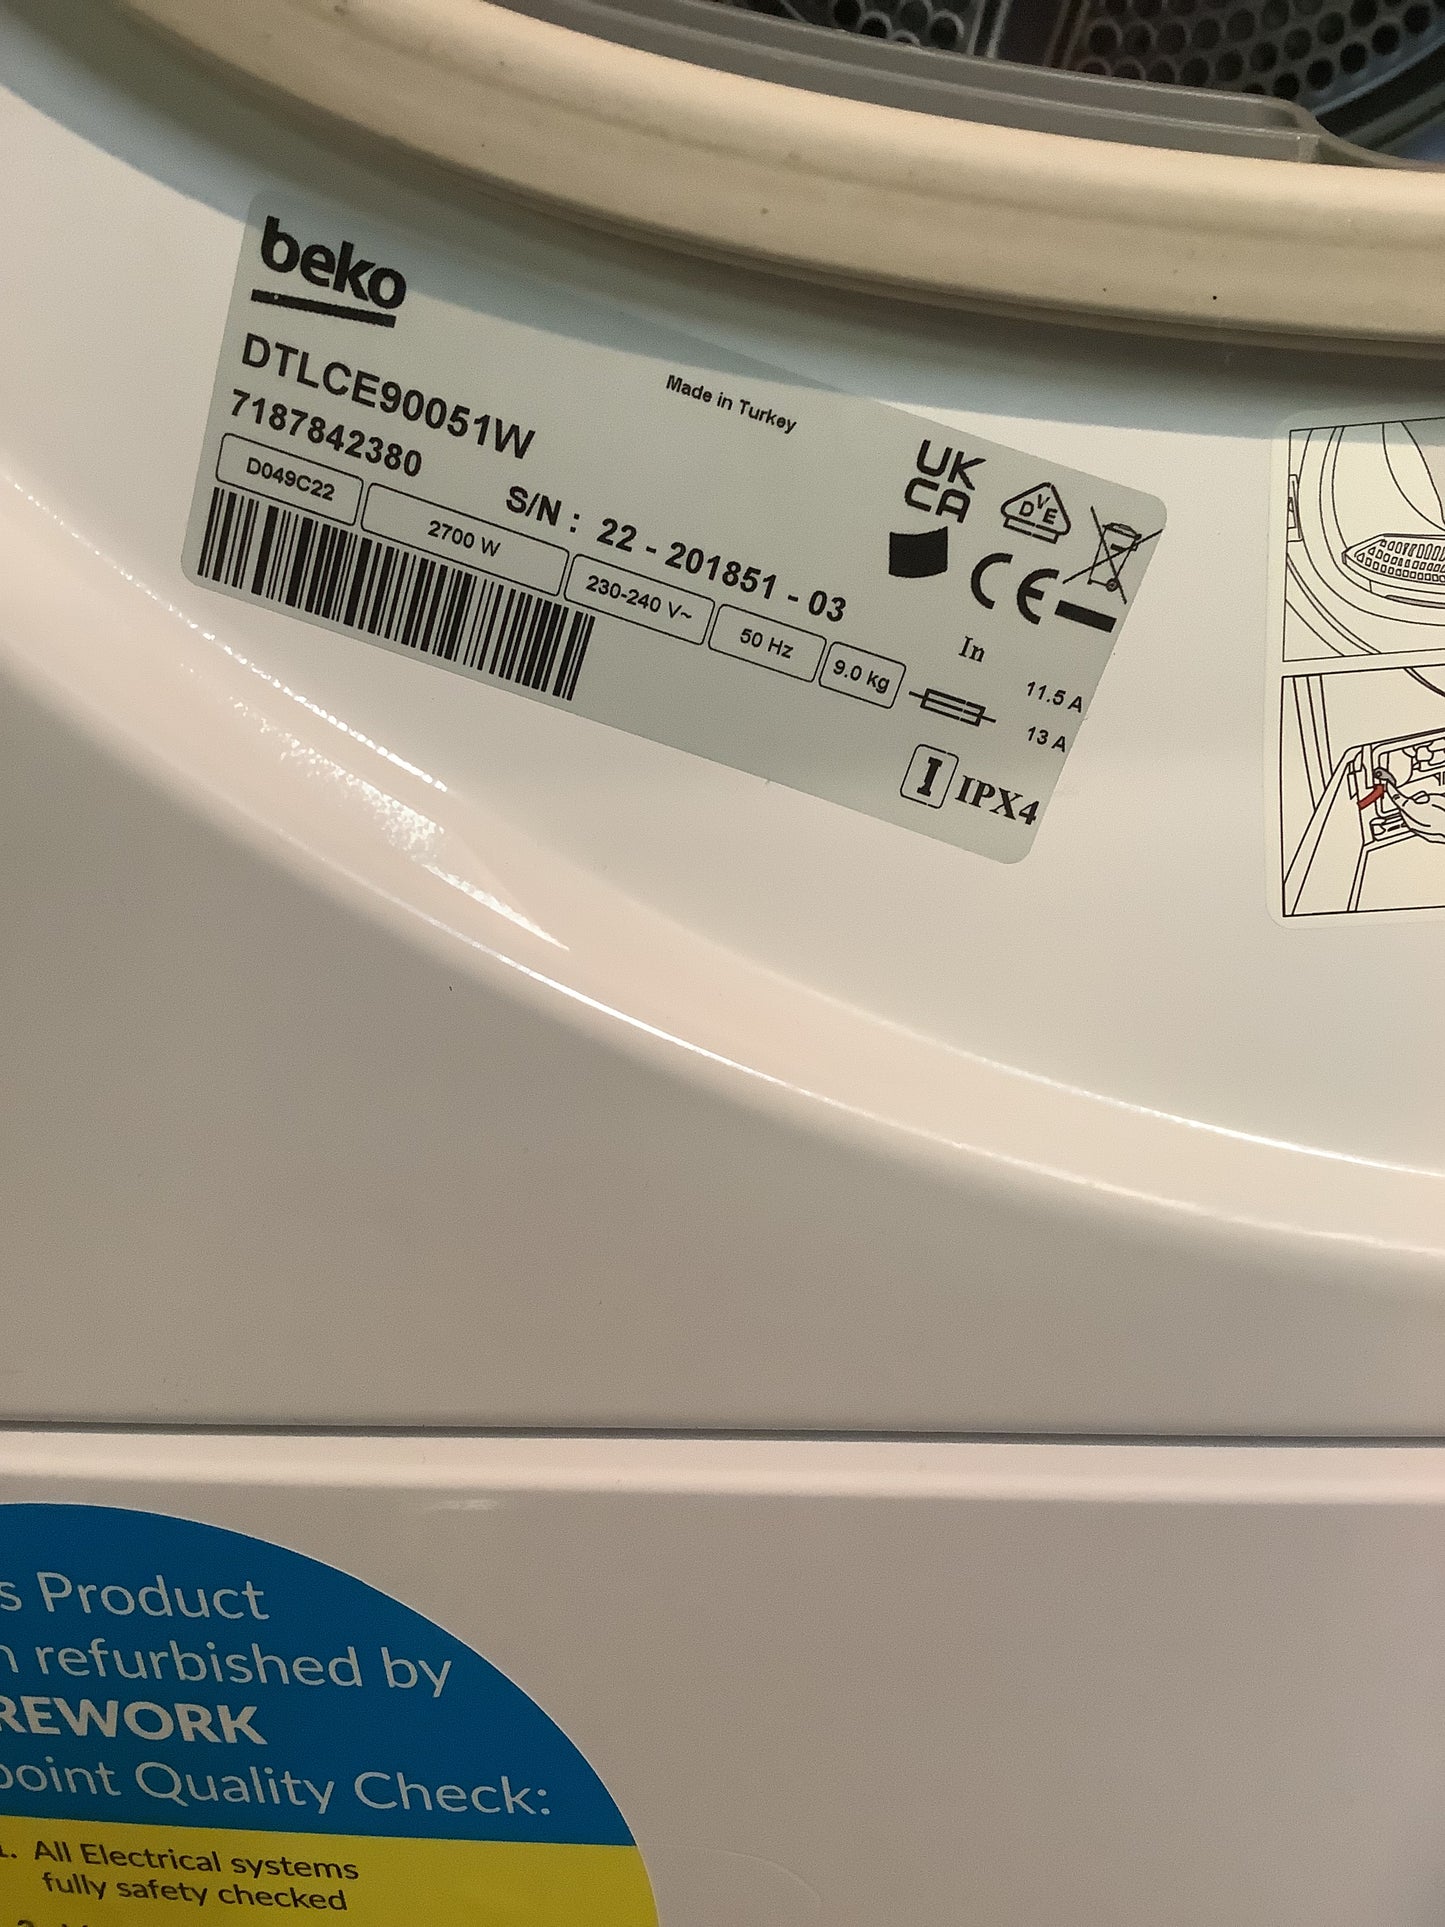 beko
DTLCE90051W
Made in Turkey
7187842380
S/N : 22 - 201851 - 03
D049C22
2700 W
230-240 V~
50 Hz
9.0 kg
UK
CA
DVE
CE
In
11.5 A
13 A
I IPX4
s Product
n refurbished by
REWORK
point Quality Check:
1. All Electrical systems
fully safety checked